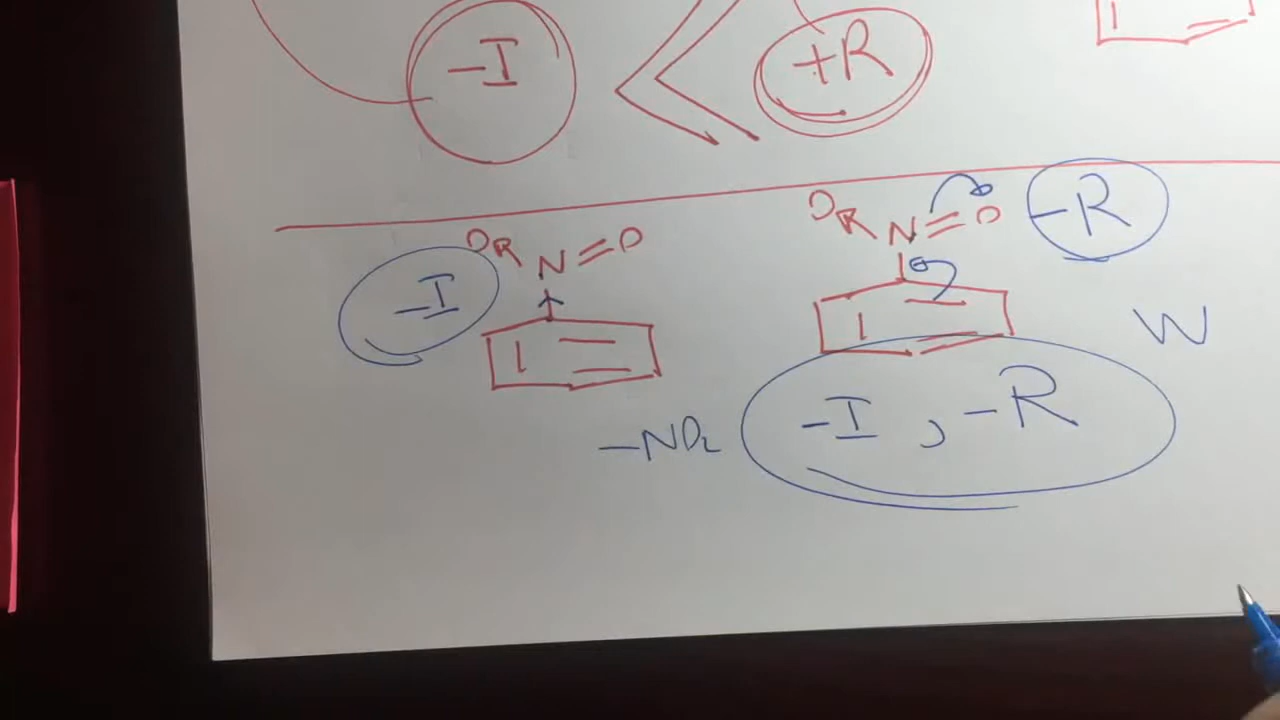 -I < +R
O N=O O N=O -R
-I
W
-NO₂ -I, -R